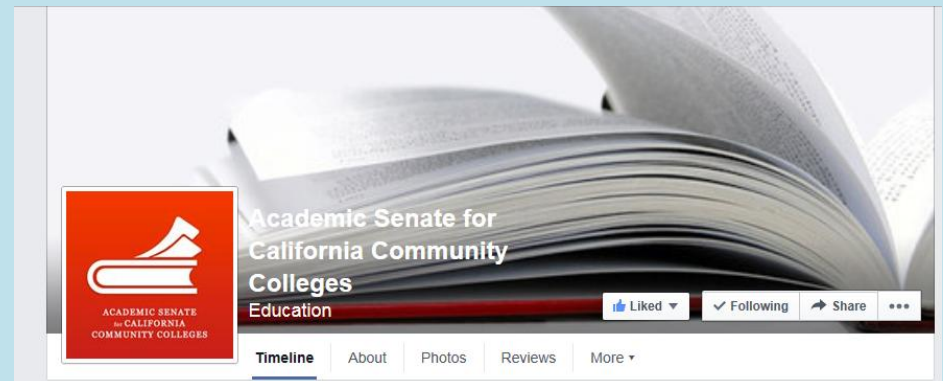 Academic Senate for
California Community
Colleges
Education
ACADEMIC SENATE
for CALIFORNIA
COMMUNITY COLLEGES
Liked
Following
Share
Timeline
About
Photos
Reviews
More